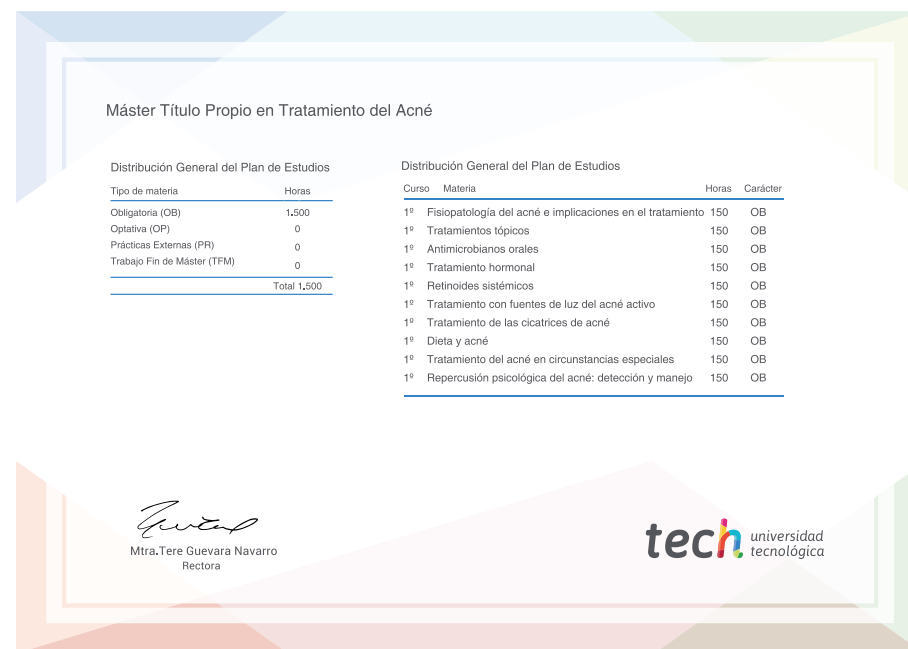 Máster Título Propio en Tratamiento del Acné
Distribución General del Plan de Estudios
Tipo de materia Horas
Obligatoria (OB) 1.500
Optativa (OP) 0
Prácticas Externas (PR) 0
Trabajo Fin de Máster (TFM) 0
Total 1.500
Distribución General del Plan de Estudios
Curso Materia Horas Carácter
1º Fisiopatología del acné e implicaciones en el tratamiento 150 OB
1º Tratamientos tópicos 150 OB
1º Antimicrobianos orales 150 OB
1º Tratamiento hormonal 150 OB
1º Retinoides sistémicos 150 OB
1º Tratamiento con fuentes de luz del acné activo 150 OB
1º Tratamiento de las cicatrices de acné 150 OB
1º Dieta y acné 150 OB
1º Tratamiento del acné en circunstancias especiales 150 OB
1º Repercusión psicológica del acné: detección y manejo 150 OB
Mtra.Tere Guevara Navarro
Rectora
tech universidad
tecnológica